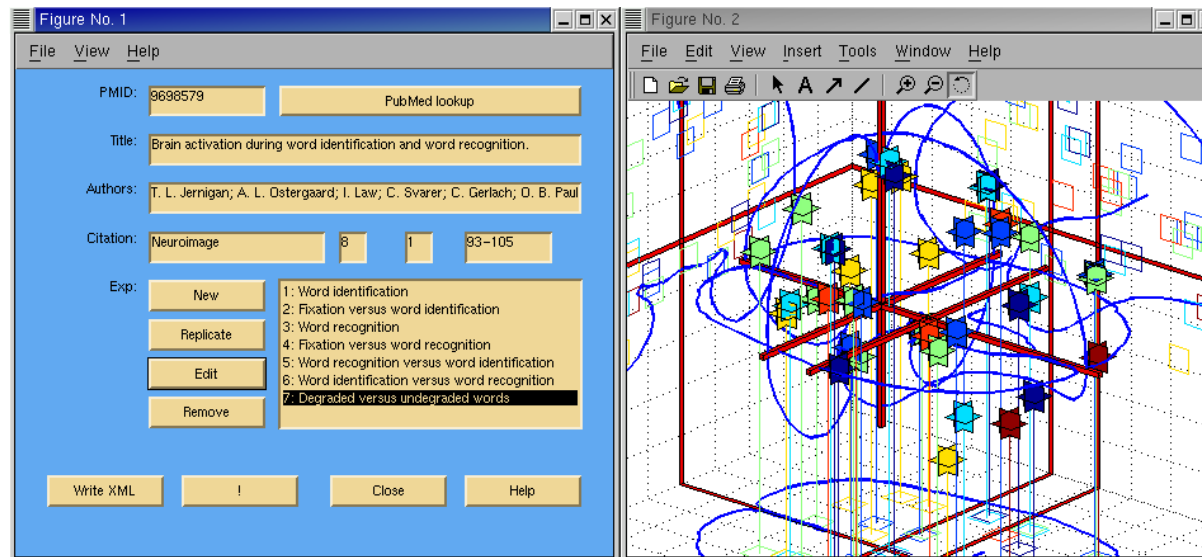 Figure No. 1
File View Help
PMID: 9698579 PubMed lookup
Title: Brain activation during word identification and word recognition.
Authors: T. L. Jernigan; A. L. Ostergaard; I. Law; C. Svarer; C. Gerlach; O. B. Paul
Citation: Neuroimage 8 1 93-105
Exp:
New
Replicate
Edit
Remove
1: Word identification
2: Fixation versus word identification
3: Word recognition
4: Fixation versus word recognition
5: Word recognition versus word identification
6: Word identification versus word recognition
7: Degraded versus undegraded words
Write XML ! Close Help
Figure No. 2
File Edit View Insert Tools Window Help
A